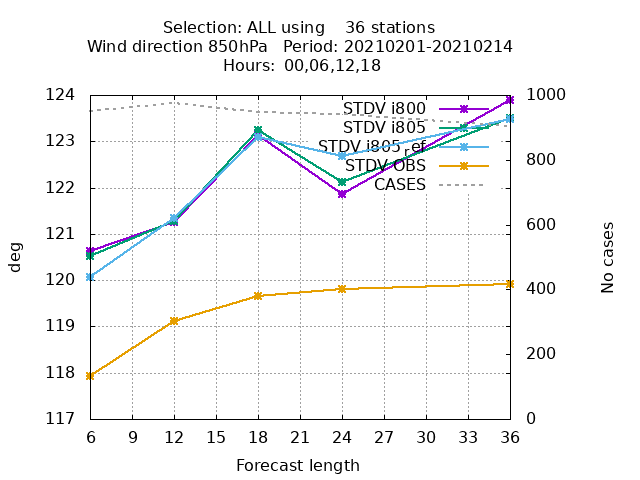 Selection: ALL using 36 stations
Wind direction 850hPa Period: 20210201-20210214
Hours: 00,06,12,18
124
123
122
121
120
119
118
117
deg
1000
800
600
400
200
0
No cases
STDV i800
STDV i805
STDV i805_ef
STDV OBS
CASES
6 9 12 15 18 21 24 27 30 33 36
Forecast length